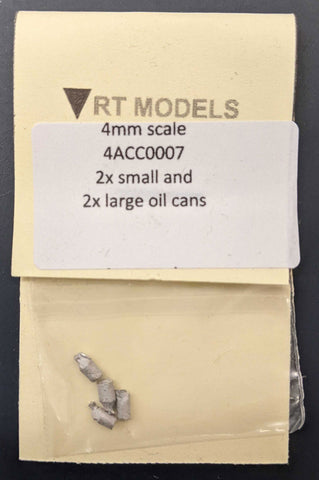 RT MODELS
4mm scale
4ACC0007
2x small and
2x large oil cans